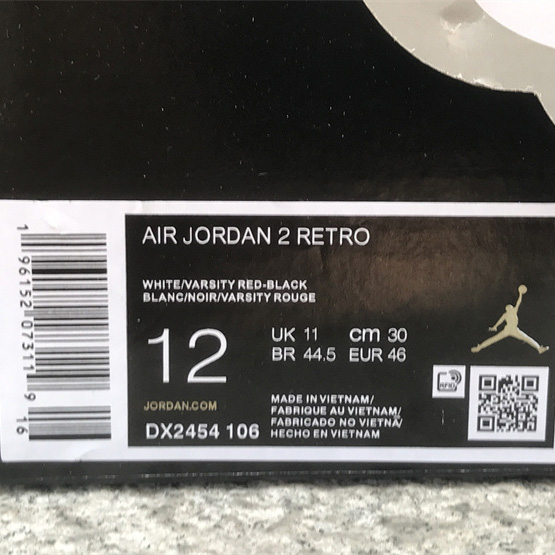 AIR JORDAN 2 RETRO
WHITE/VARSITY RED-BLACK
BLANC/NOIR/VARSITY ROUGE
12
UK 11 cm 30
BR 44.5 EUR 46
JORDAN.COM
DX2454 106
MADE IN VIETNAM/
FABRIQUE AU VIETNAM/
FABRICADO NO VIETNÃ/
HECHO EN VIETNAM
RFID
1 96152 07311 9 16